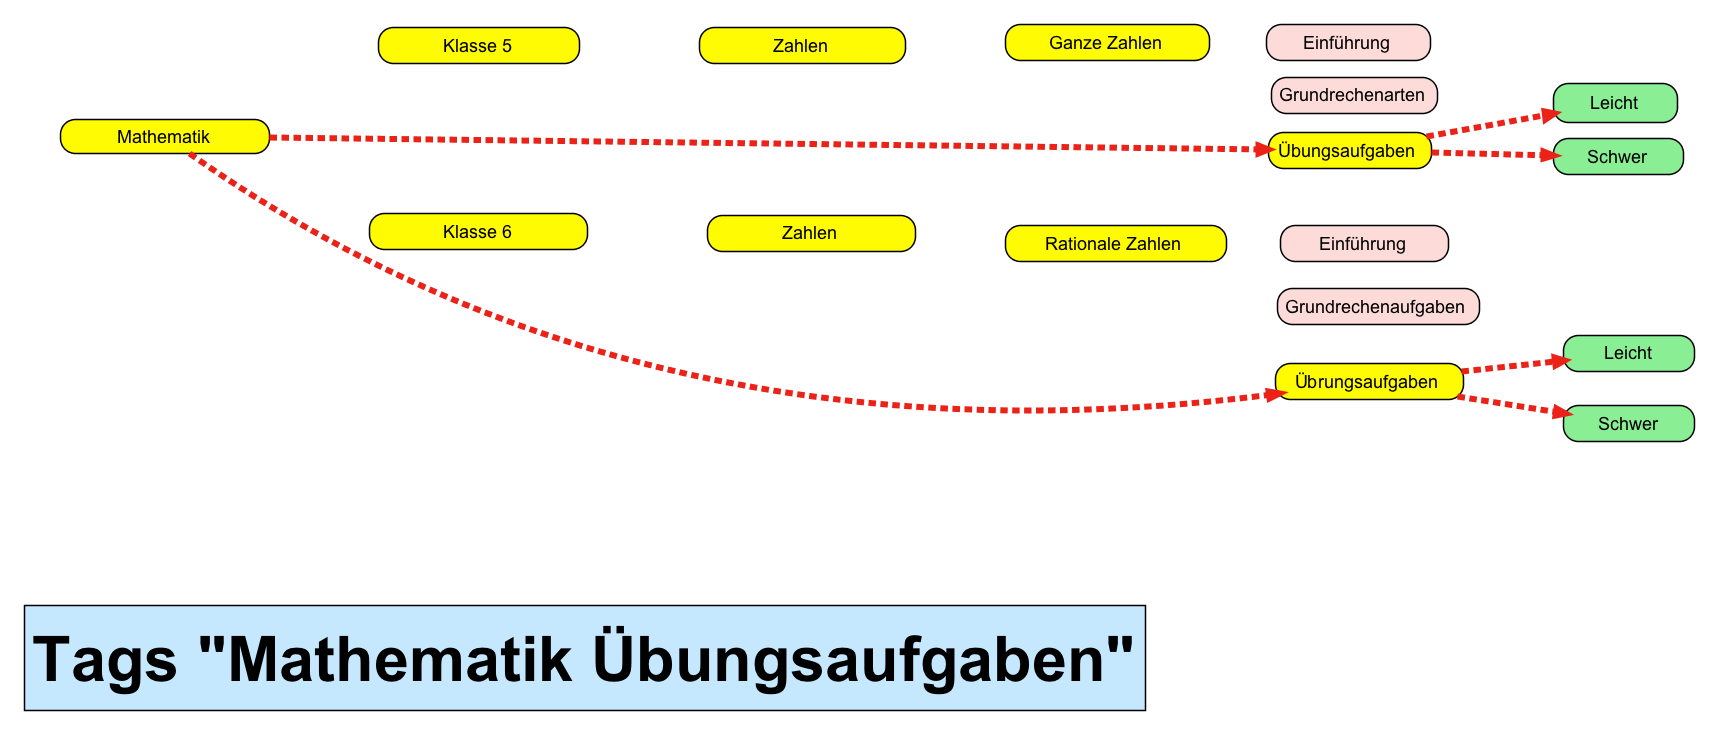 Klasse 5
Zahlen
Ganze Zahlen
Einführung
Grundrechenarten
Leicht
Mathematik
Übungsaufgaben
Schwer
Klasse 6
Zahlen
Rationale Zahlen
Einführung
Grundrechenaufgaben
Leicht
Übrungsaufgaben
Schwer
Tags "Mathematik Übungsaufgaben"